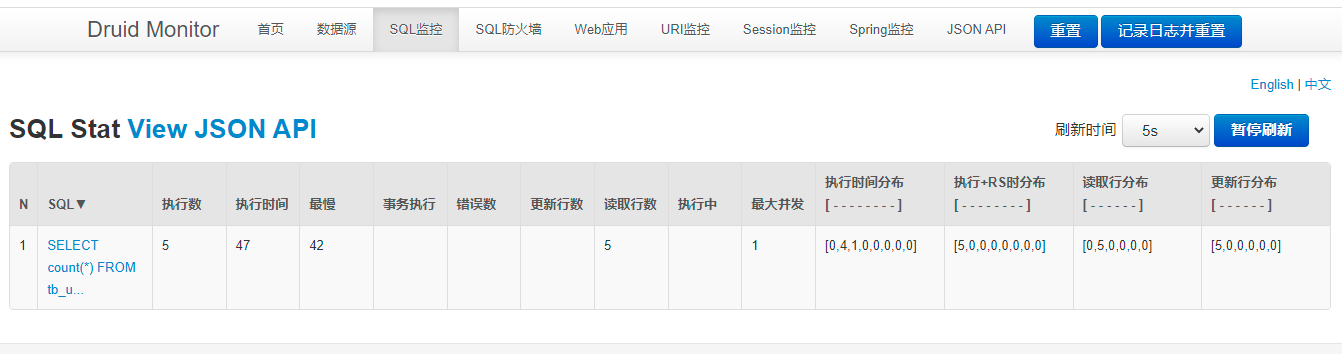 Druid Monitor 首页 数据源 SQL监控 SQL防火墙 Web应用 URI监控 Session监控 Spring监控 JSON API 重置 记录日志并重置
English | 中文
SQL Stat View JSON API 刷新时间 5s 暂停刷新
N SQL▼ 执行数 执行时间 最慢 事务执行 错误数 更新行数 读取行数 执行中 最大并发 执行时间分布 执行+RS时分布 读取行分布 更新行分布
[ - - - - - - - - ] [ - - - - - - - - ] [ - - - - - - ] [ - - - - - - ]
1 SELECT 5 47 42 5 1 [0,4,1,0,0,0,0,0] [5,0,0,0,0,0,0,0] [0,5,0,0,0,0] [5,0,0,0,0,0]
count(*) FROM
tb_u...